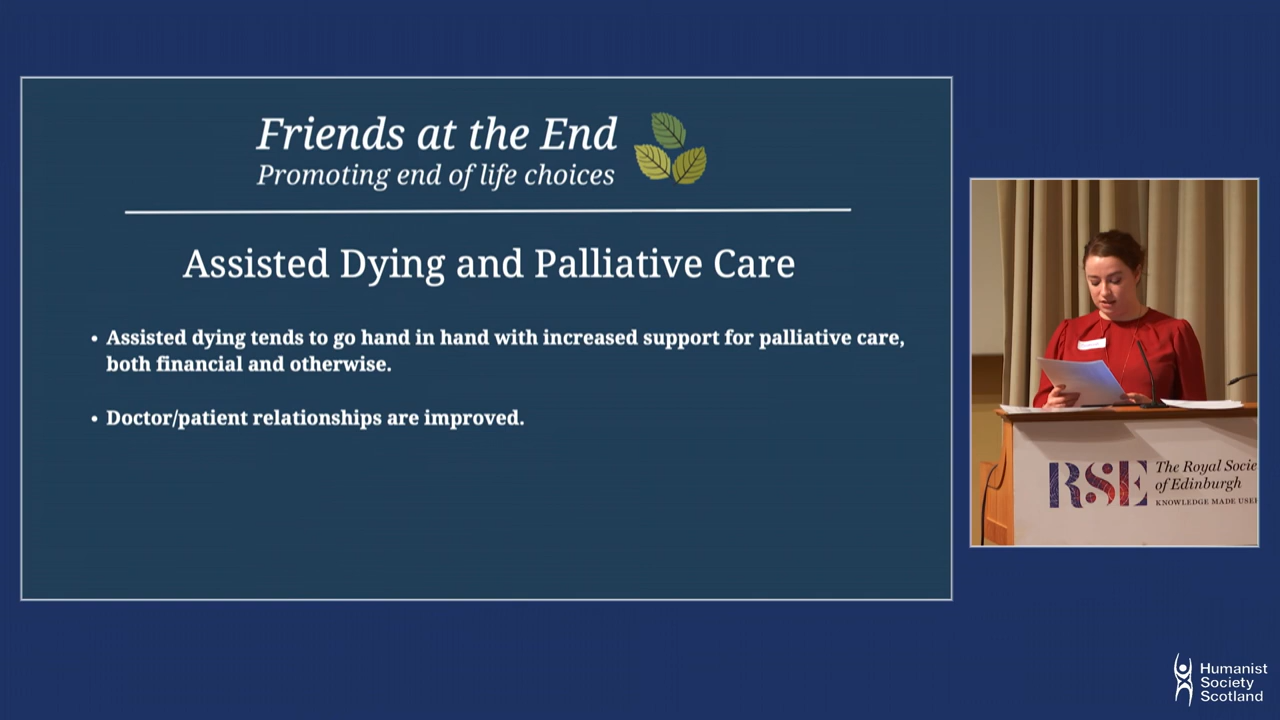 Friends at the End
Promoting end of life choices
Assisted Dying and Palliative Care
• Assisted dying tends to go hand in hand with increased support for palliative care,
both financial and otherwise.
• Doctor/patient relationships are improved.
RSE
The Royal Socie
of Edinburgh
KNOWLEDGE MADE USE
Humanist
Society
Scotland